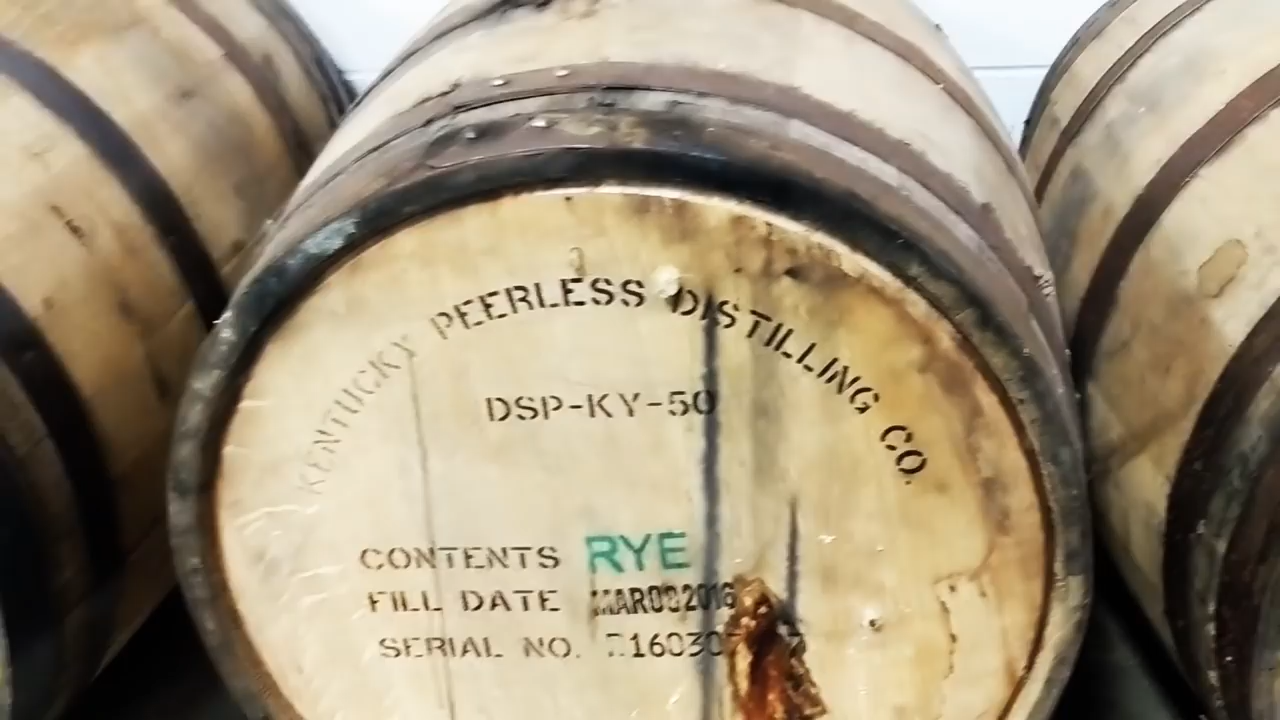 KENTUCKY PEERLESS DISTILLING CO.
DSP-KY-50
CONTENTS RYE
FILL DATE
SERIAL NO.